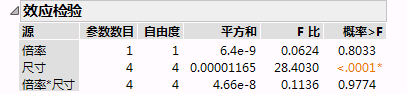 效应检验
源 参数数目 自由度 平方和 F 比 概率>F
倍率 1 1 6.4e-9 0.0624 0.8033
尺寸 4 4 0.00001165 28.4030 <.0001*
倍率*尺寸 4 4 4.66e-8 0.1136 0.9774